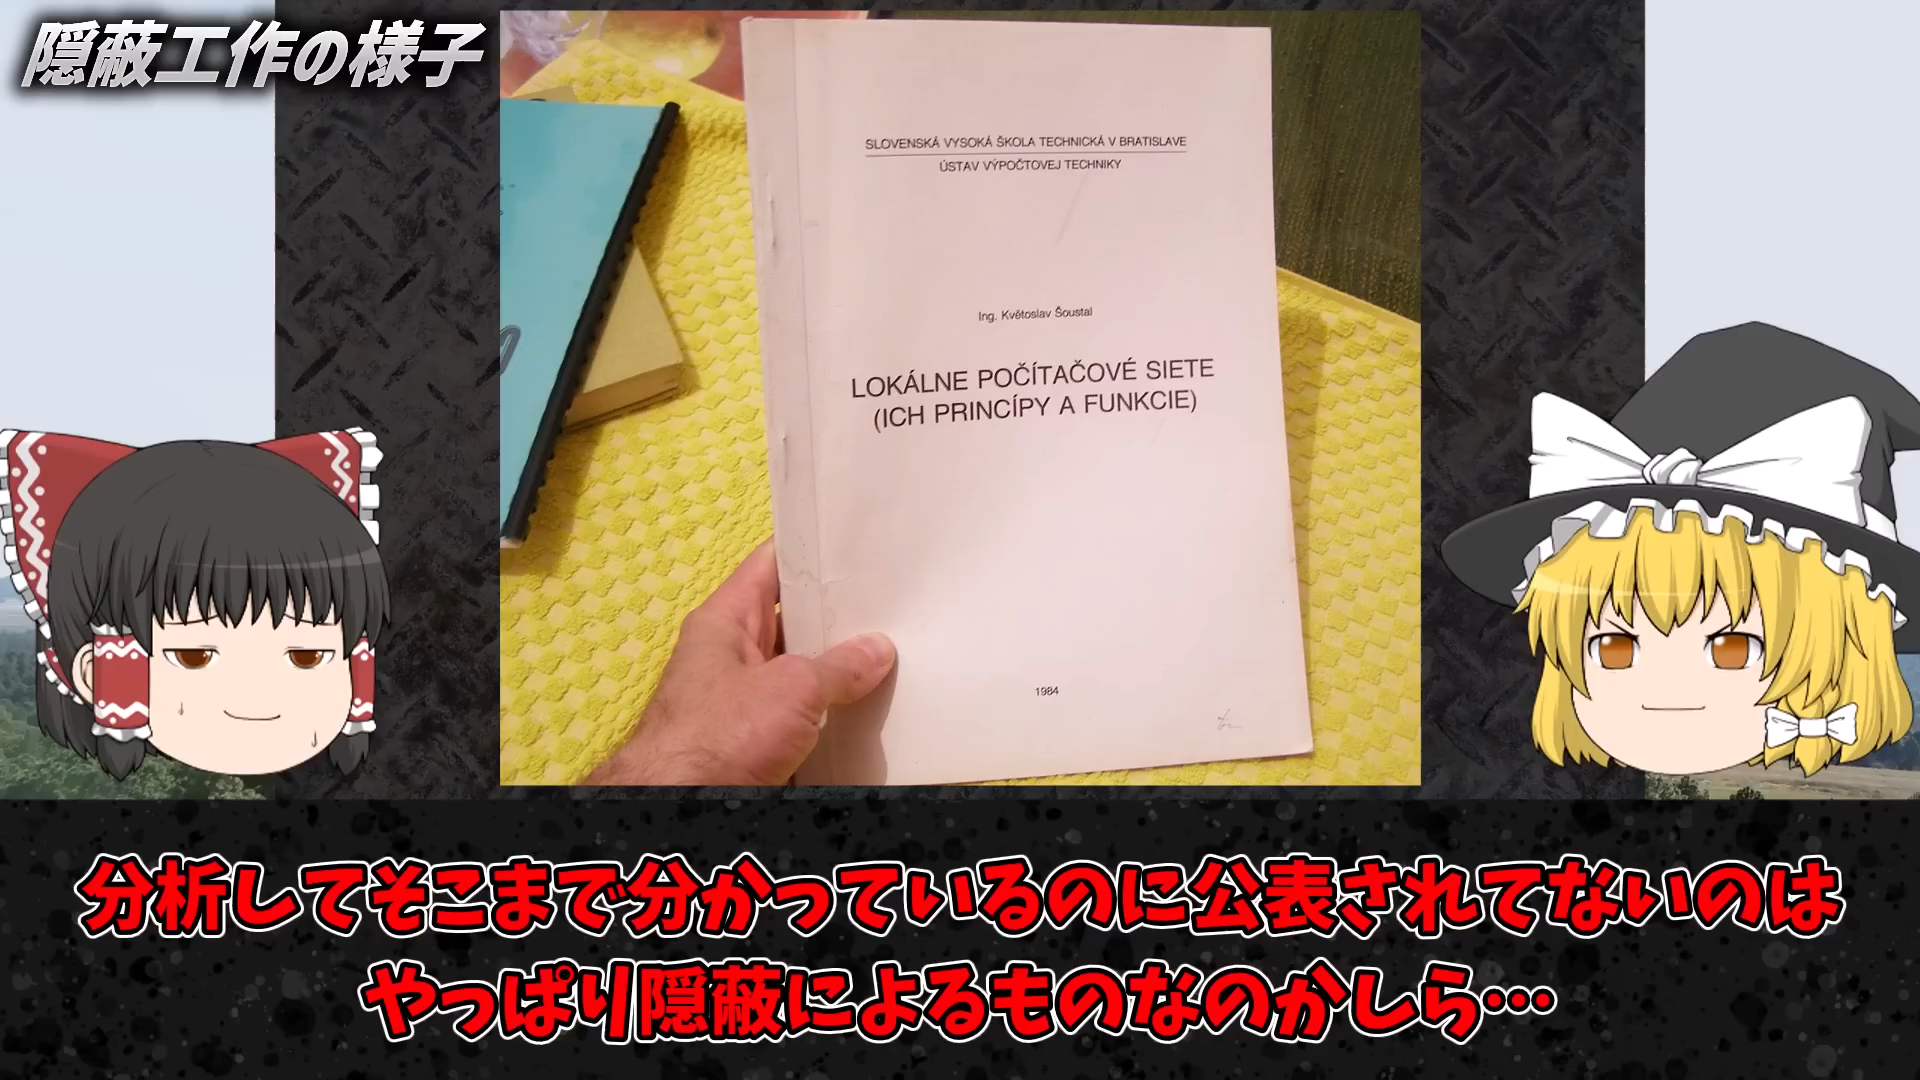 隠蔽工作の様子
SLOVENSKÁ VYSOKÁ ŠKOLA TECHNICKÁ V BRATISLAVE
ÚSTAV VÝPOČTOVEJ TECHNIKY
Ing. Květoslav Šoustal
LOKÁLNE POČÍTAČOVÉ SIETE
(ICH PRINCÍPY A FUNKCIE)
1984
分析してそこまで分かっているのに公表されてないのは
やっぱり隠蔽によるものなのかしら…